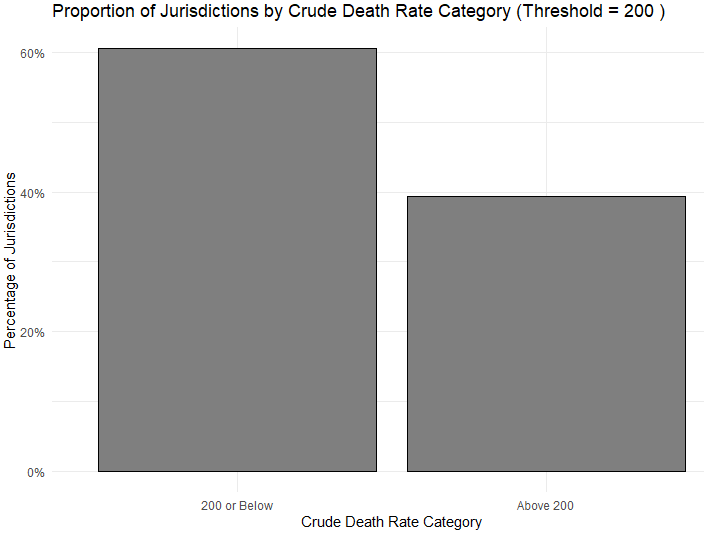 Proportion of Jurisdictions by Crude Death Rate Category (Threshold = 200 )
Percentage of Jurisdictions
60%
40%
20%
0%
200 or Below
Above 200
Crude Death Rate Category